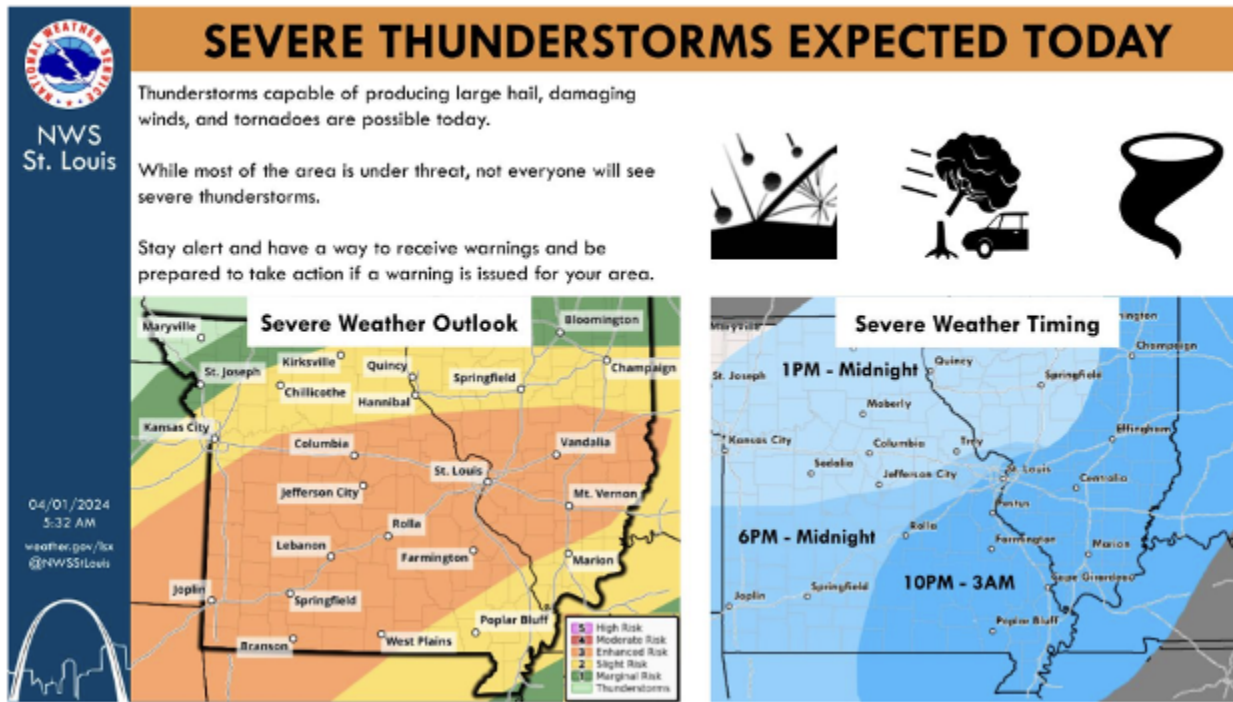 SEVERE THUNDERSTORMS EXPECTED TODAY
NATIONAL WEATHER SERVICE
NWS
St. Louis
Thunderstorms capable of producing large hail, damaging
winds, and tornadoes are possible today.
While most of the area is under threat, not everyone will see
severe thunderstorms.
Stay alert and have a way to receive warnings and be
prepared to take action if a warning is issued for your area.
04/01/2024
5:32 AM
weather.gov/lsx
@NWSStLouis
Severe Weather Outlook
Maryville
Bloomington
Kirksville
Quincy
St. Joseph
Chillicothe
Springfield
Champaign
Hannibal
Kansas City
Columbia
Vandalia
St. Louis
Jefferson City
Mt. Vernon
Rolla
Lebanon
Farmington
Marion
Joplin
Springfield
Poplar Bluff
Branson
West Plains
5 High Risk
4 Moderate Risk
3 Enhanced Risk
2 Slight Risk
1 Marginal Risk
Thunderstorms
Severe Weather Timing
Maryville
Champaign
1PM - Midnight
Quincy
St. Joseph
Springfield
Moberly
Effingham
Kansas City
Columbia
Troy
Sedalia
Jefferson City
St. Louis
Centralia
6PM - Midnight
Rolla
Farmington
Marion
10PM - 3AM
Springfield
Joplin
Cape Girardeau
Poplar Bluff